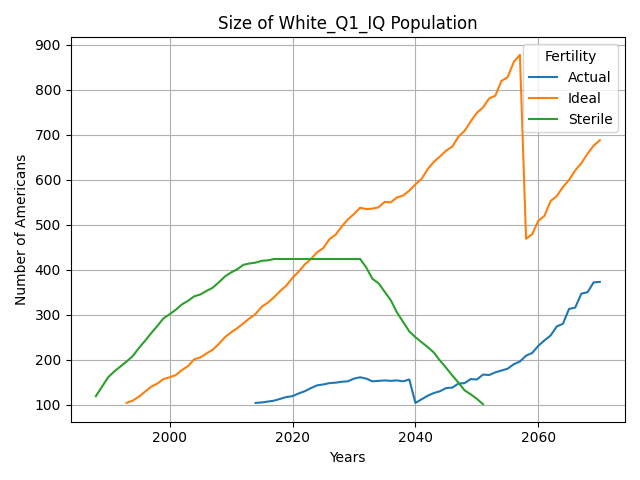 Size of White_Q1_IQ Population
Fertility
Actual
Ideal
Sterile
Number of Americans
900
800
700
600
500
400
300
200
100
2000
2020
2040
2060
Years